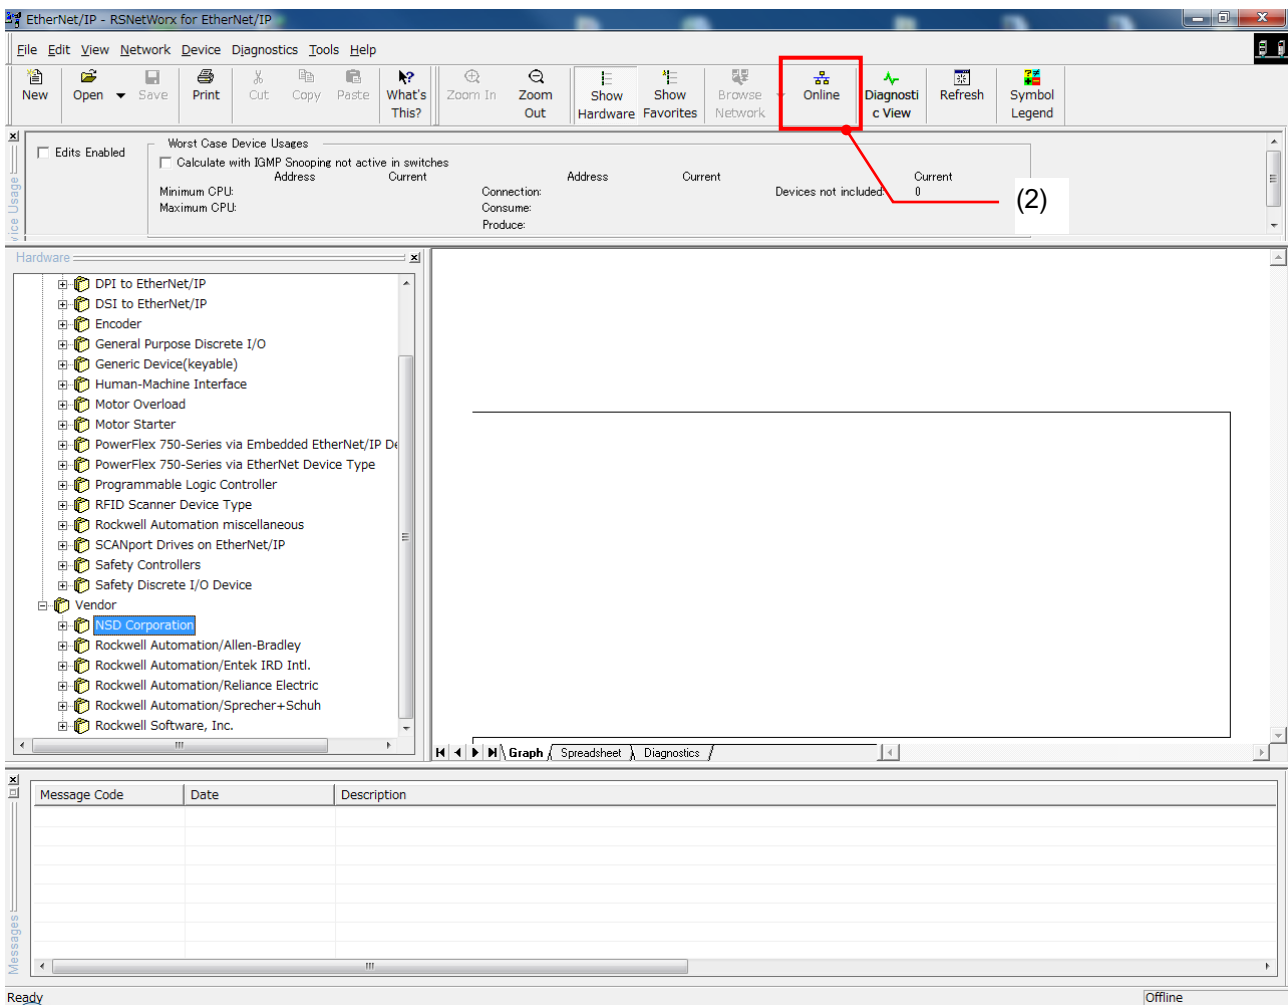 EtherNet/IP - RSNetWorx for EtherNet/IP
File Edit View Network Device Diagnostics Tools Help
New Open Save Print Cut Copy Paste What's This? Zoom In Zoom Out Show Hardware Show Favorites Browse Network Online Diagnosti c View Refresh Symbol Legend
Edits Enabled
Worst Case Device Usages
Calculate with IGMP Snooping not active in switches
Address Current Address Current Current
Minimum CPU: Connection: Devices not included: 0
Maximum CPU: Consume:
Produce:
(2)
vice Usage
Hardware
DPI to EtherNet/IP
DSI to EtherNet/IP
Encoder
General Purpose Discrete I/O
Generic Device(keyable)
Human-Machine Interface
Motor Overload
Motor Starter
PowerFlex 750-Series via Embedded EtherNet/IP De
PowerFlex 750-Series via EtherNet Device Type
Programmable Logic Controller
RFID Scanner Device Type
Rockwell Automation miscellaneous
SCANport Drives on EtherNet/IP
Safety Controllers
Safety Discrete I/O Device
Vendor
NSD Corporation
Rockwell Automation/Allen-Bradley
Rockwell Automation/Entek IRD Intl.
Rockwell Automation/Reliance Electric
Rockwell Automation/Sprecher+Schuh
Rockwell Software, Inc.
Graph Spreadsheet Diagnostics
Message Code Date Description
Messages
Ready Offline